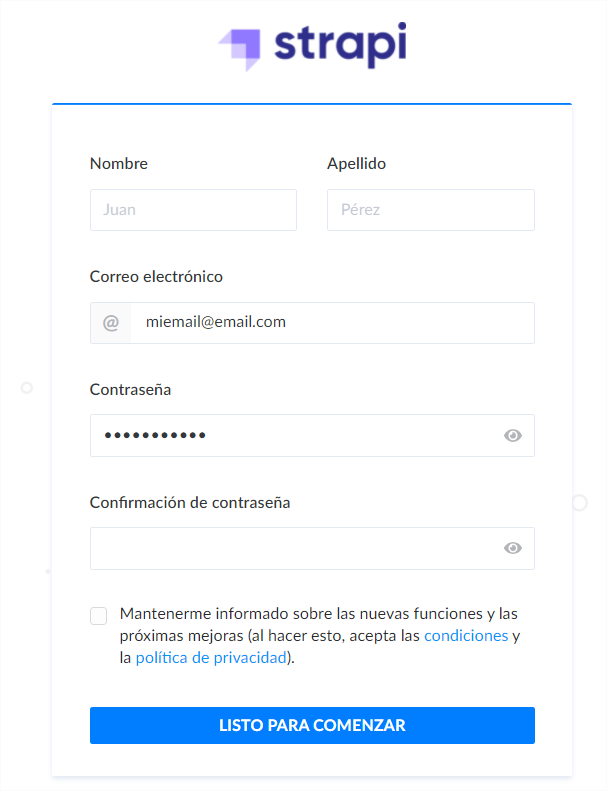 strapi
Nombre Apellido
Juan Pérez
Correo electrónico
@ miemail@email.com
Contraseña
•••••••••••
Confirmación de contraseña
Mantenerme informado sobre las nuevas funciones y las
próximas mejoras (al hacer esto, acepta las condiciones y
la política de privacidad).
LISTO PARA COMENZAR